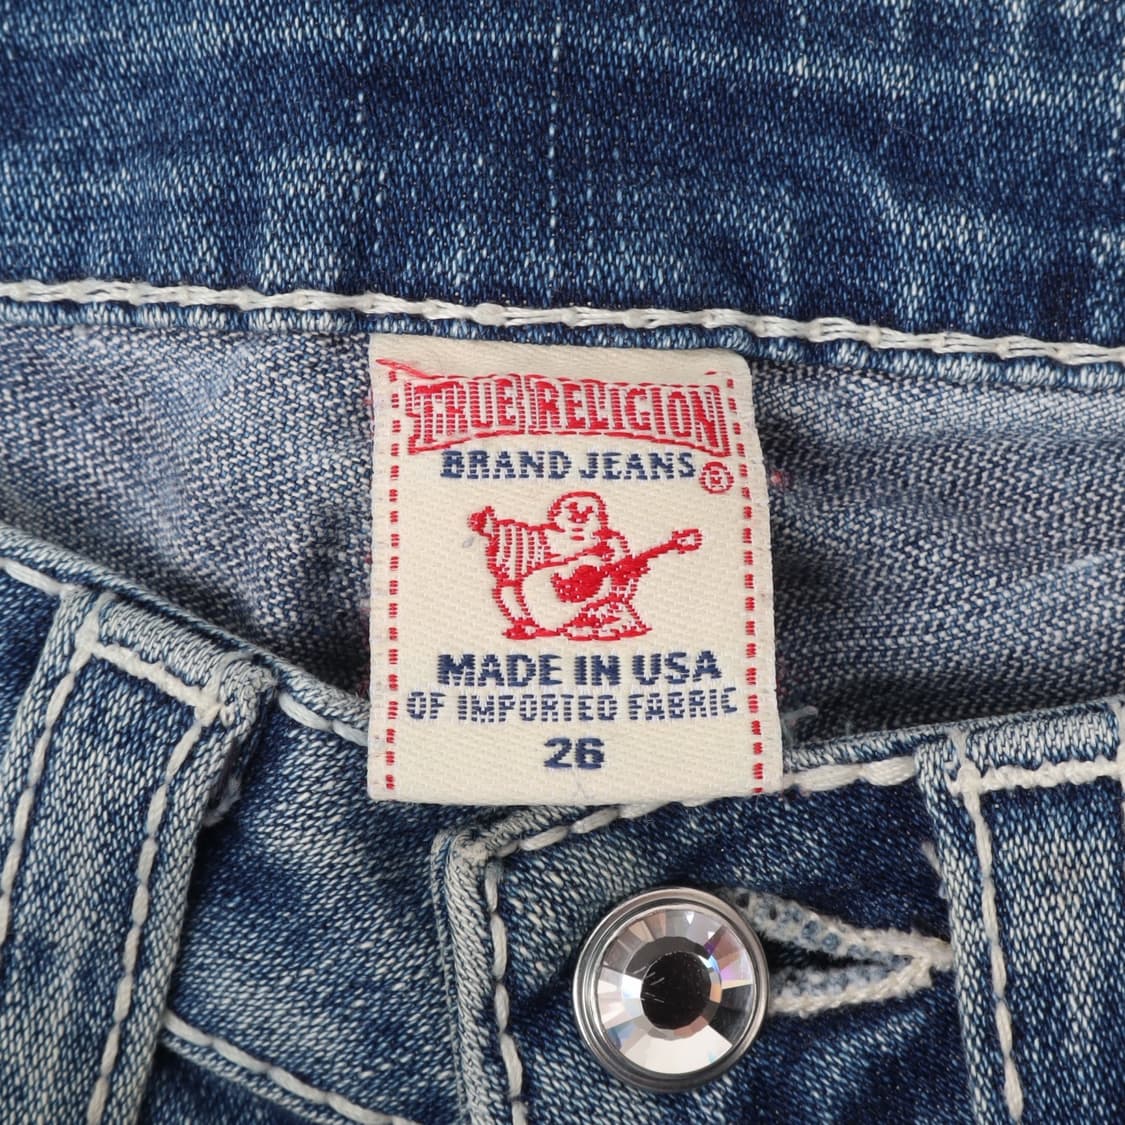 TRUE RELIGION
BRAND JEANS ®
MADE IN USA
OF IMPORTED FABRIC
26